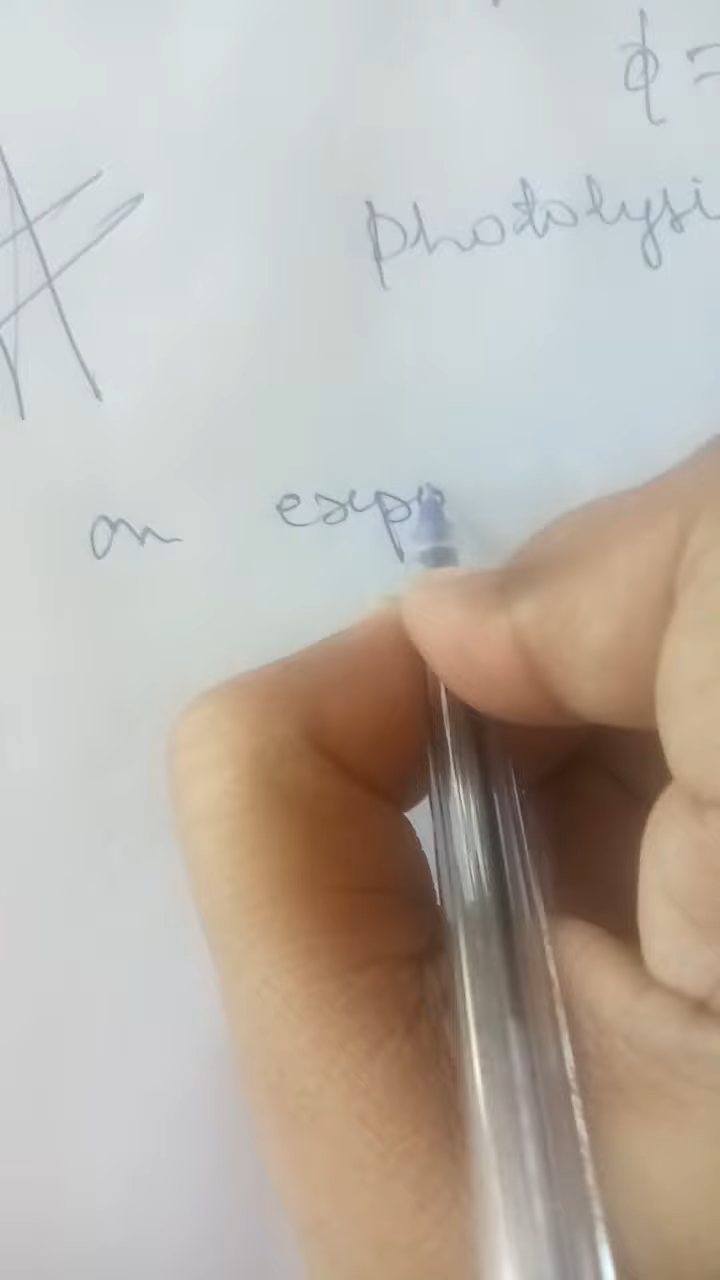 ϕ =
Photolysi
on expo